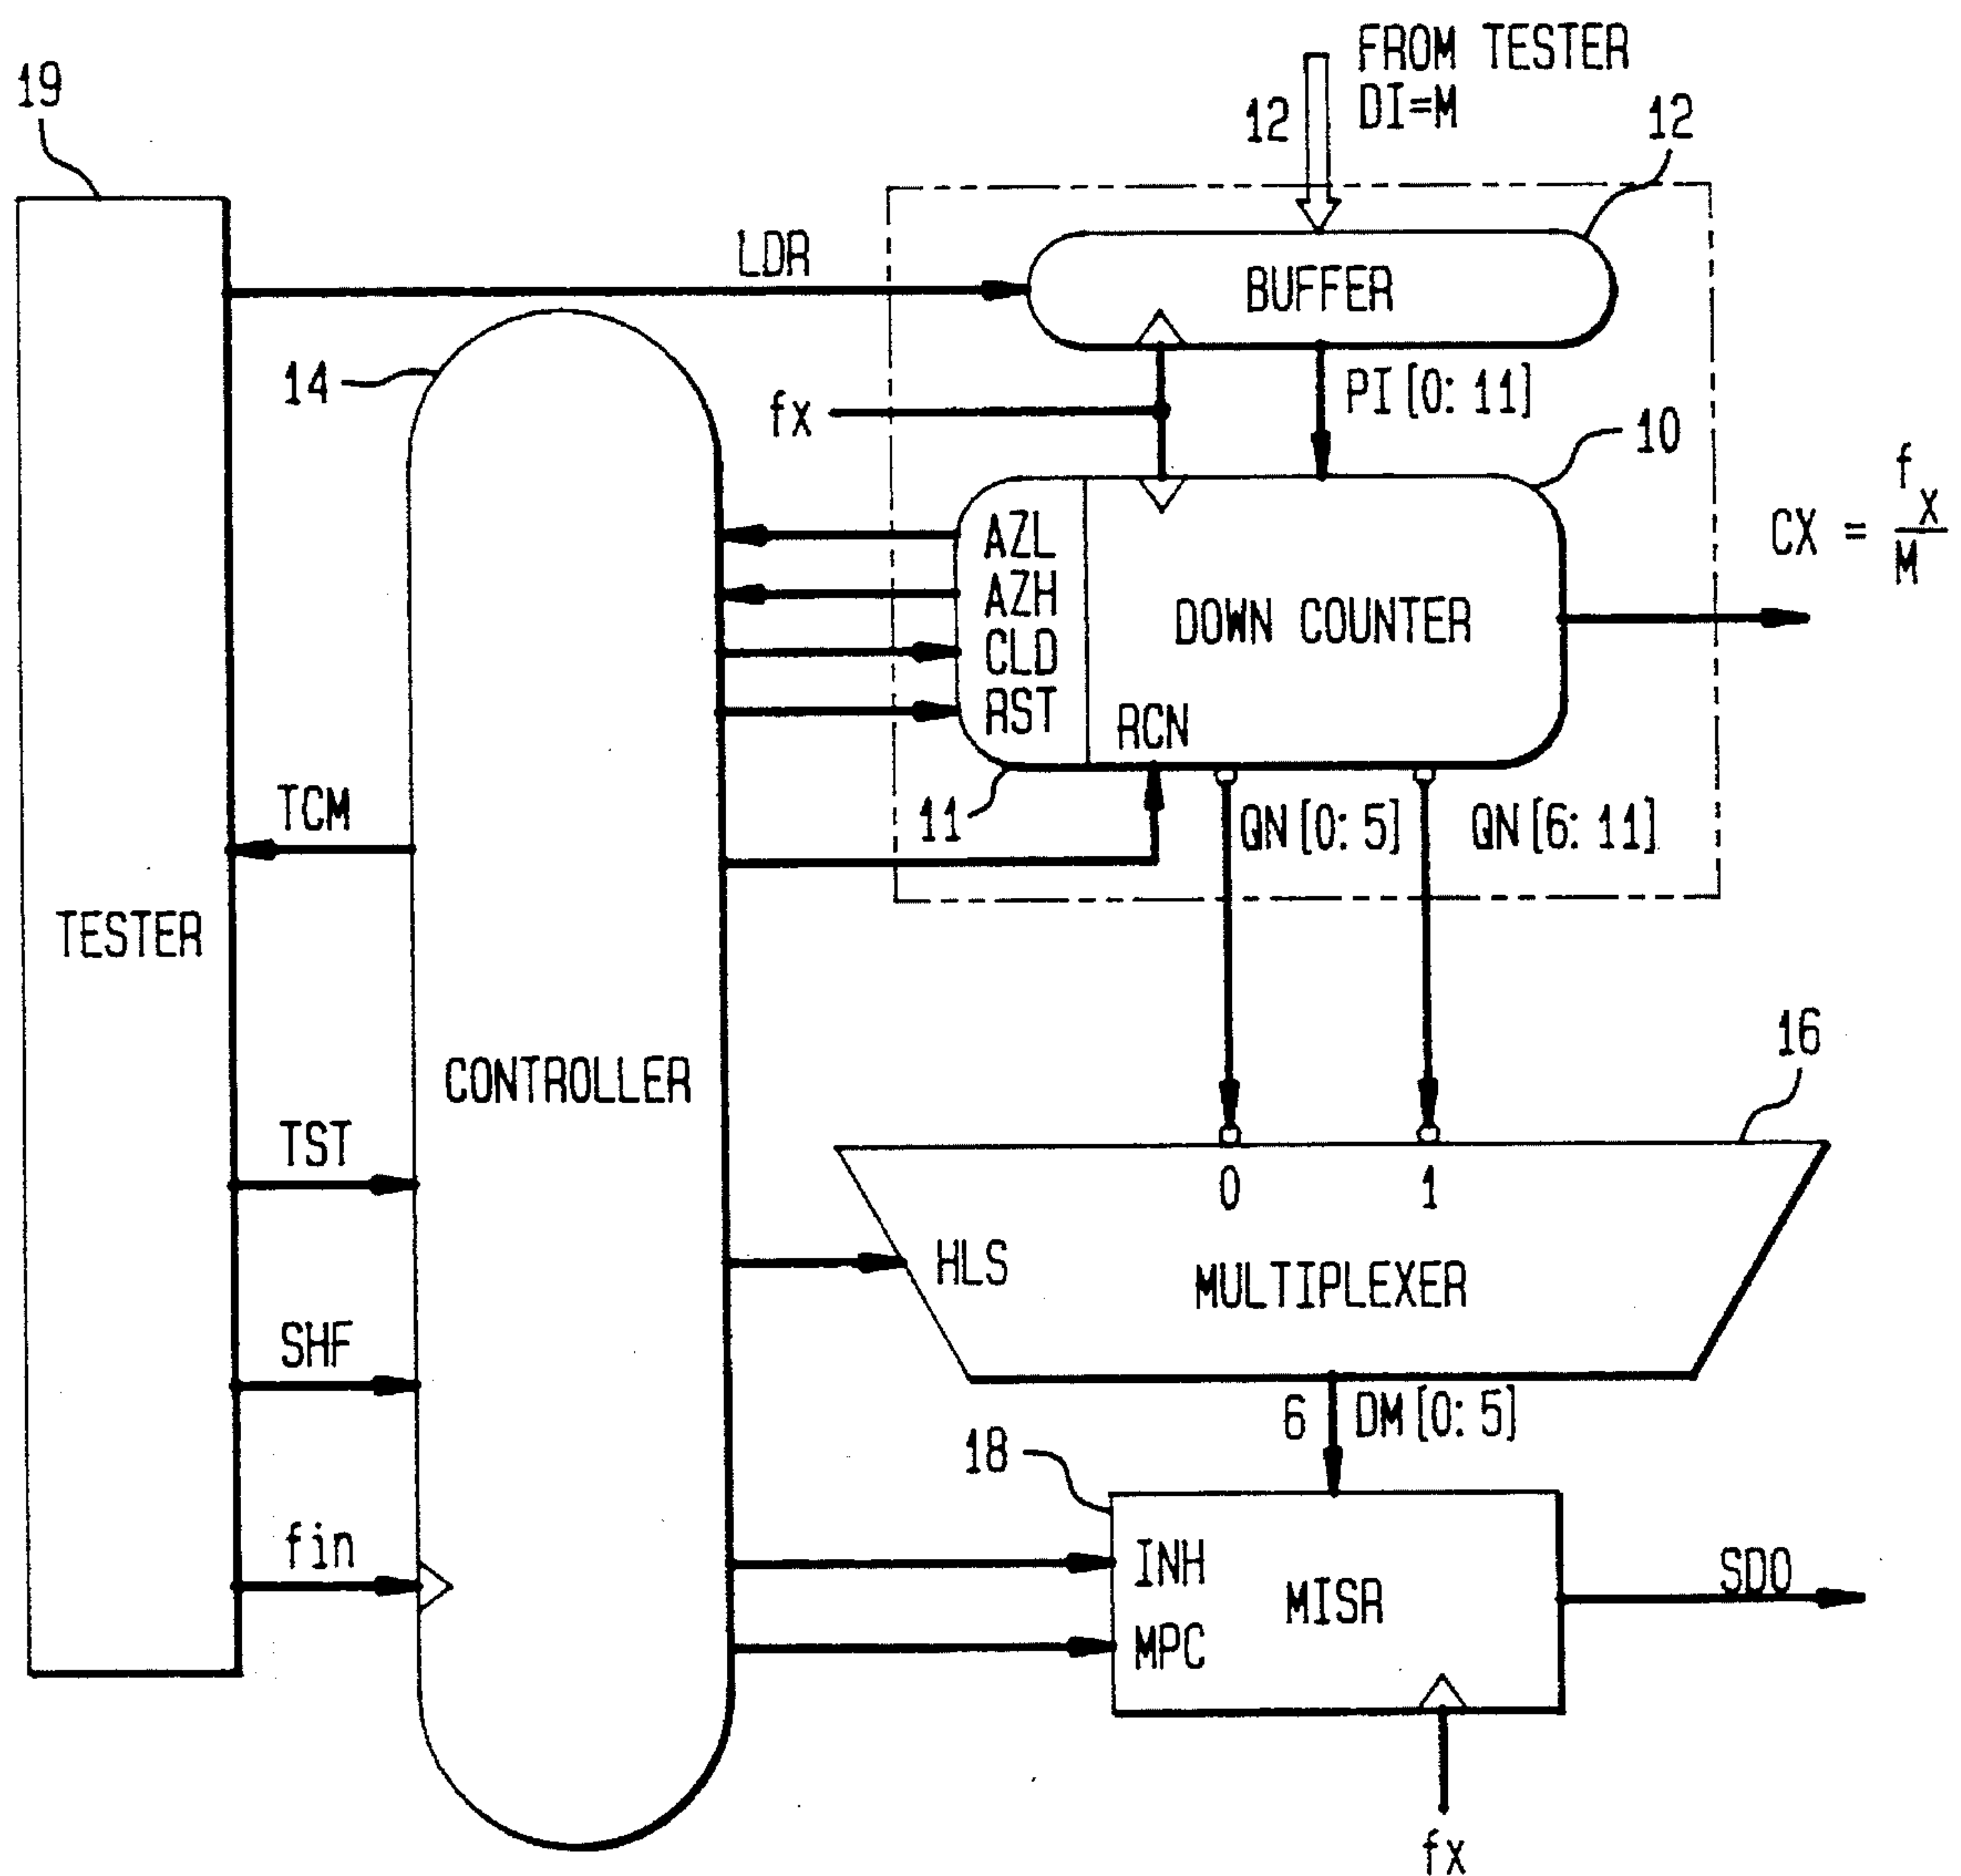 FROM TESTER
DI=M
12
12
19
LDR
BUFFER
14
fx
PI [0: 11]
10
CX = fX/M
AZL
AZH
CLD
RST
DOWN COUNTER
RCN
11
QN [0: 5]
QN [6: 11]
TCM
TESTER
CONTROLLER
16
TST
0
1
HLS
MULTIPLEXER
SHF
6
DM [0: 5]
18
fin
INH
MPC
MISR
SDO
fx